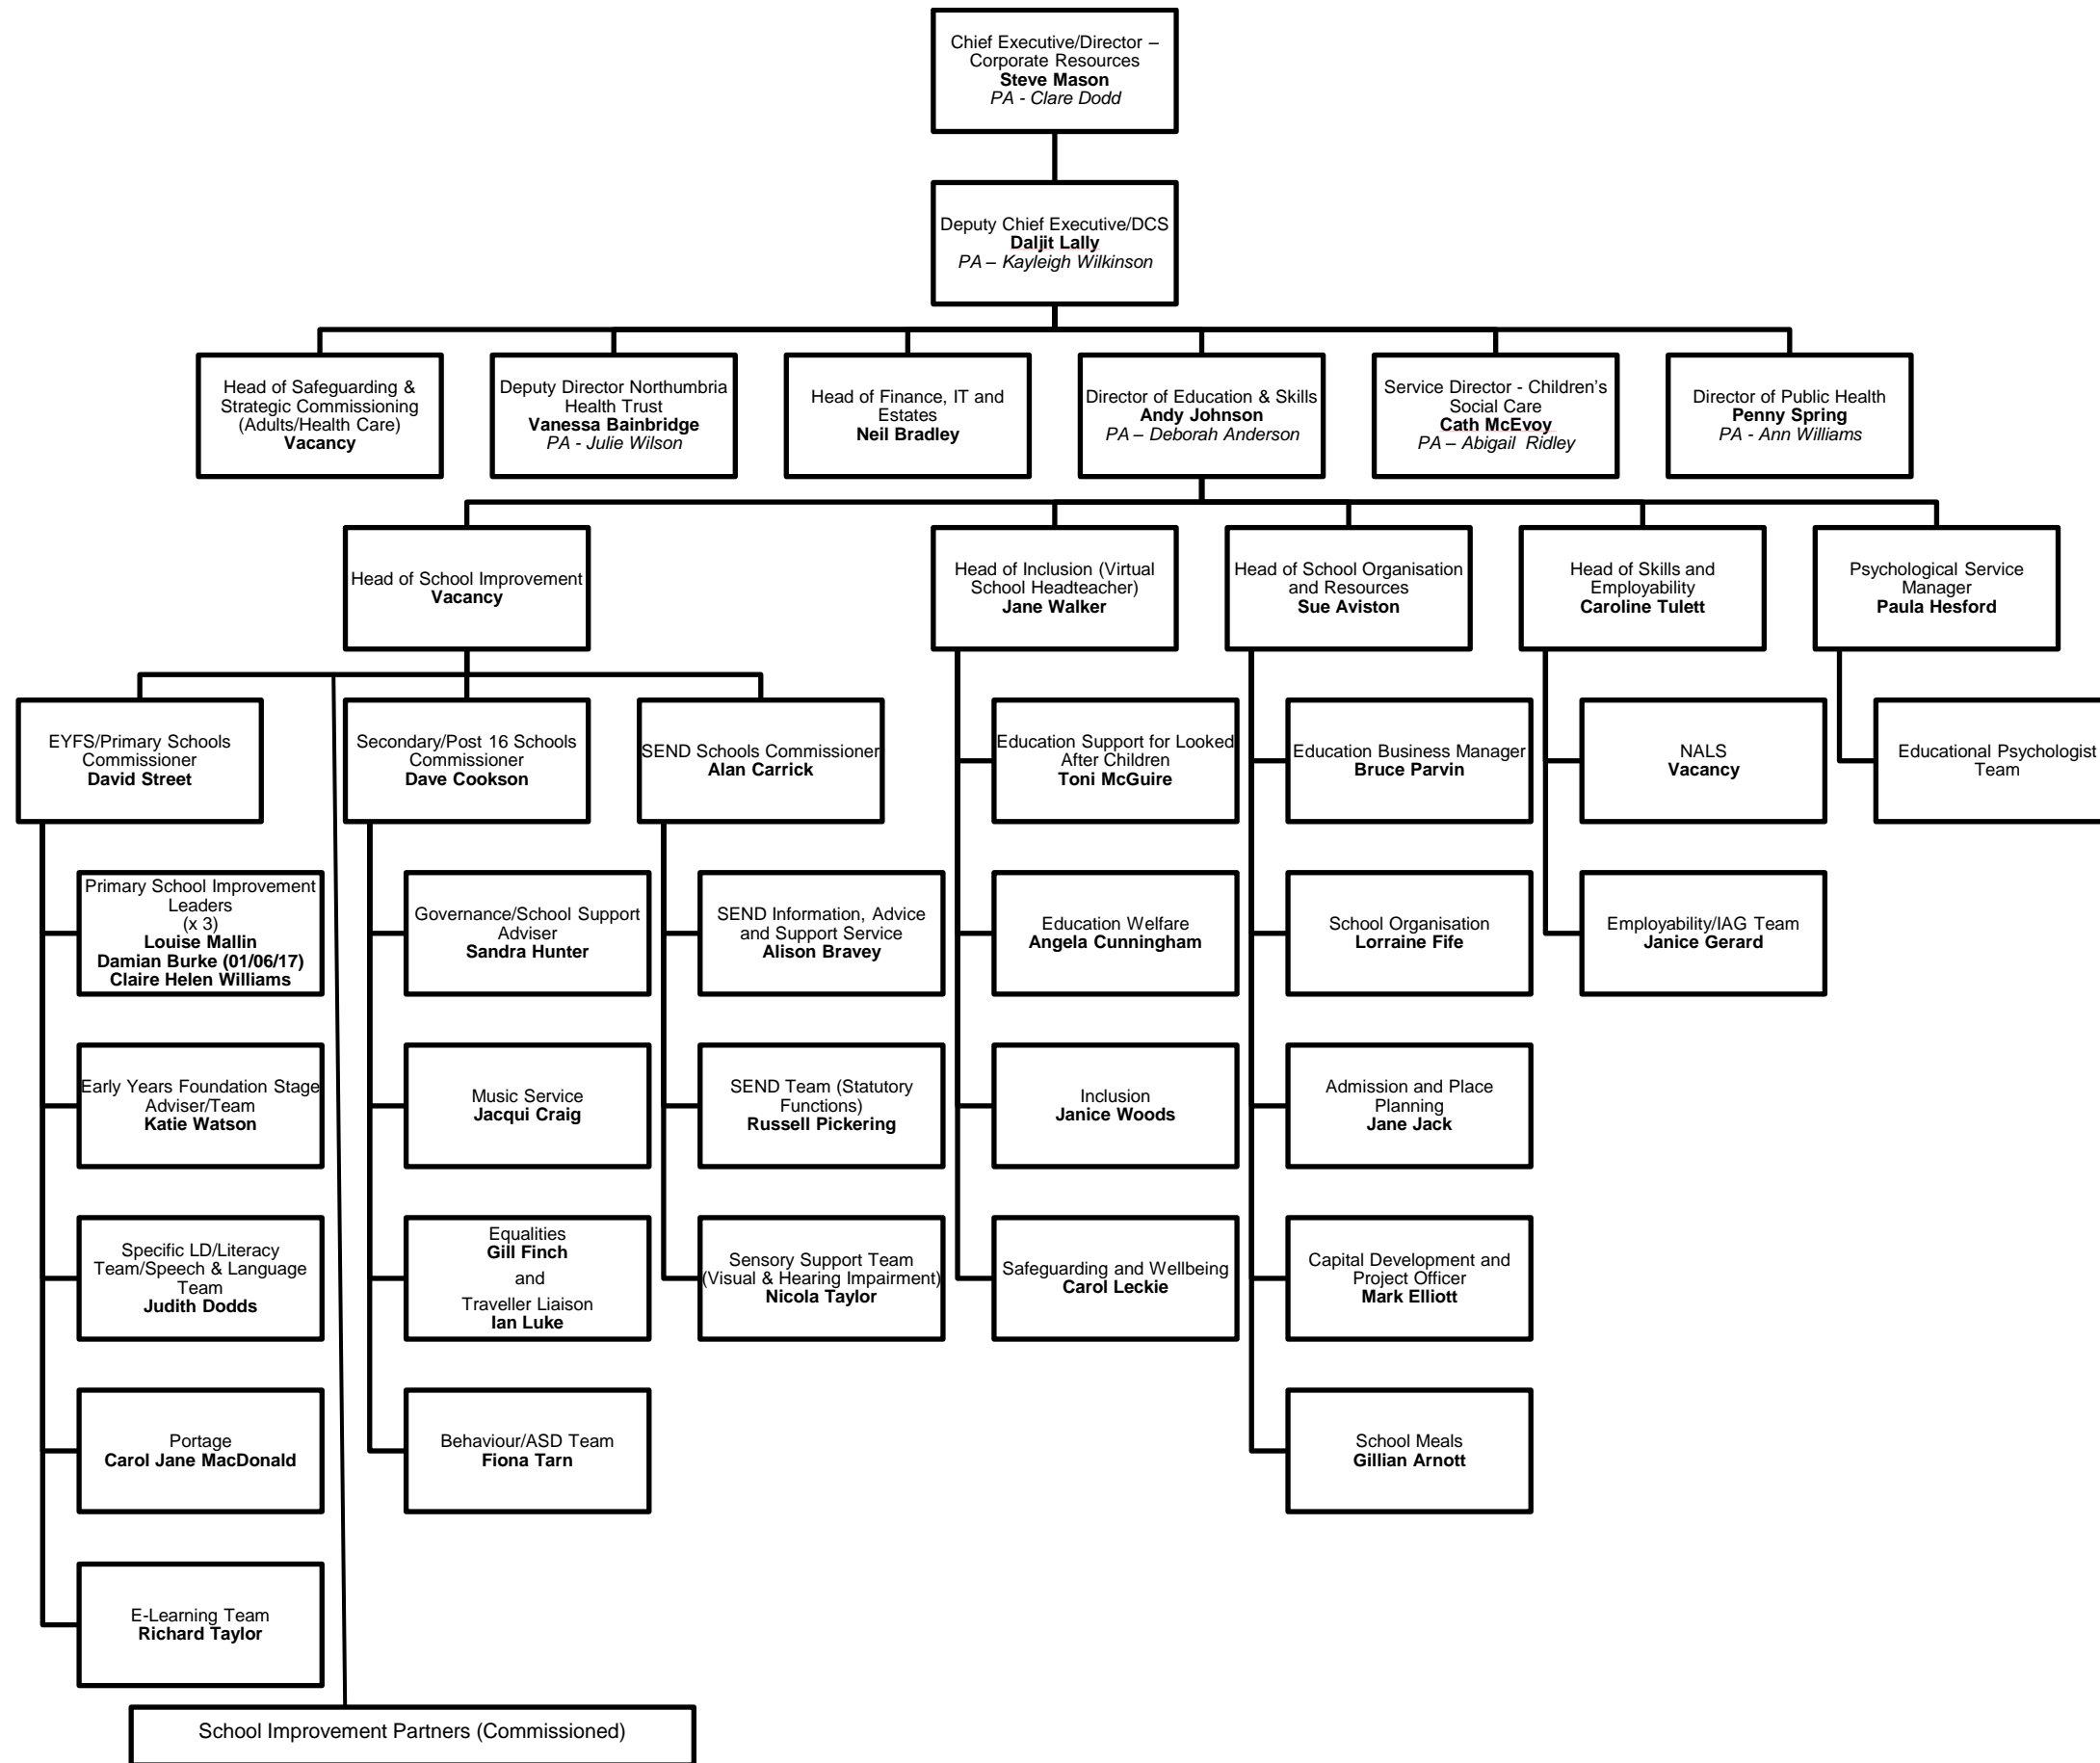 Chief Executive/Director –
Corporate Resources
Steve Mason
PA - Clare Dodd
Deputy Chief Executive/DCS
Daljit Lally
PA – Kayleigh Wilkinson
Head of Safeguarding &
Strategic Commissioning
(Adults/Health Care)
Vacancy
Deputy Director Northumbria
Health Trust
Vanessa Bainbridge
PA - Julie Wilson
Head of Finance, IT and
Estates
Neil Bradley
Director of Education & Skills
Andy Johnson
PA – Deborah Anderson
Service Director - Children's
Social Care
Cath McEvoy
PA – Abigail Ridley
Director of Public Health
Penny Spring
PA - Ann Williams
Head of School Improvement
Vacancy
Head of Inclusion (Virtual
School Headteacher)
Jane Walker
Head of School Organisation
and Resources
Sue Aviston
Head of Skills and
Employability
Caroline Tulett
Psychological Service
Manager
Paula Hesford
EYFS/Primary Schools
Commissioner
David Street
Secondary/Post 16 Schools
Commissioner
Dave Cookson
SEND Schools Commissioner
Alan Carrick
Education Support for Looked
After Children
Toni McGuire
Education Business Manager
Bruce Parvin
NALS
Vacancy
Educational Psychologist
Team
Primary School Improvement
Leaders
(x 3)
Louise Mallin
Damian Burke (01/06/17)
Claire Helen Williams
Governance/School Support
Adviser
Sandra Hunter
SEND Information, Advice
and Support Service
Alison Bravey
Education Welfare
Angela Cunningham
School Organisation
Lorraine Fife
Employability/IAG Team
Janice Gerard
Early Years Foundation Stage
Adviser/Team
Katie Watson
Music Service
Jacqui Craig
SEND Team (Statutory
Functions)
Russell Pickering
Inclusion
Janice Woods
Admission and Place
Planning
Jane Jack
Specific LD/Literacy
Team/Speech & Language
Team
Judith Dodds
Equalities
Gill Finch
and
Traveller Liaison
Ian Luke
Sensory Support Team
(Visual & Hearing Impairment)
Nicola Taylor
Safeguarding and Wellbeing
Carol Leckie
Capital Development and
Project Officer
Mark Elliott
Portage
Carol Jane MacDonald
Behaviour/ASD Team
Fiona Tarn
School Meals
Gillian Arnott
E-Learning Team
Richard Taylor
School Improvement Partners (Commissioned)